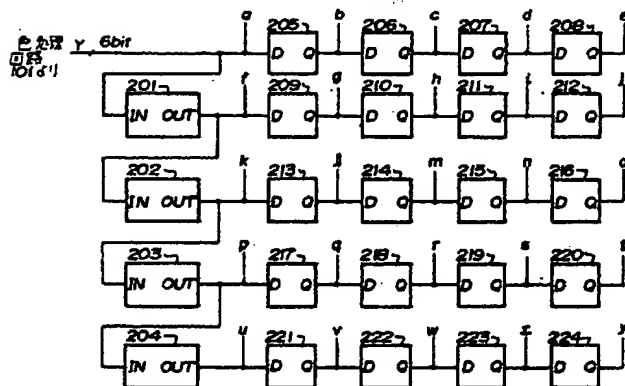 a 205 b 206 c 207 d 208 e
色処理 Y 6bit
回路
101より
D Q D Q D Q D Q
201 f 209 g 210 h 211 i 212 j
IN OUT D Q D Q D Q D Q
202 k 213 l 214 m 215 n 216 o
IN OUT D Q D Q D Q D Q
203 p 217 q 218 r 219 s 220 t
IN OUT D Q D Q D Q D Q
204 u 221 v 222 w 223 x 224 y
IN OUT D Q D Q D Q D Q